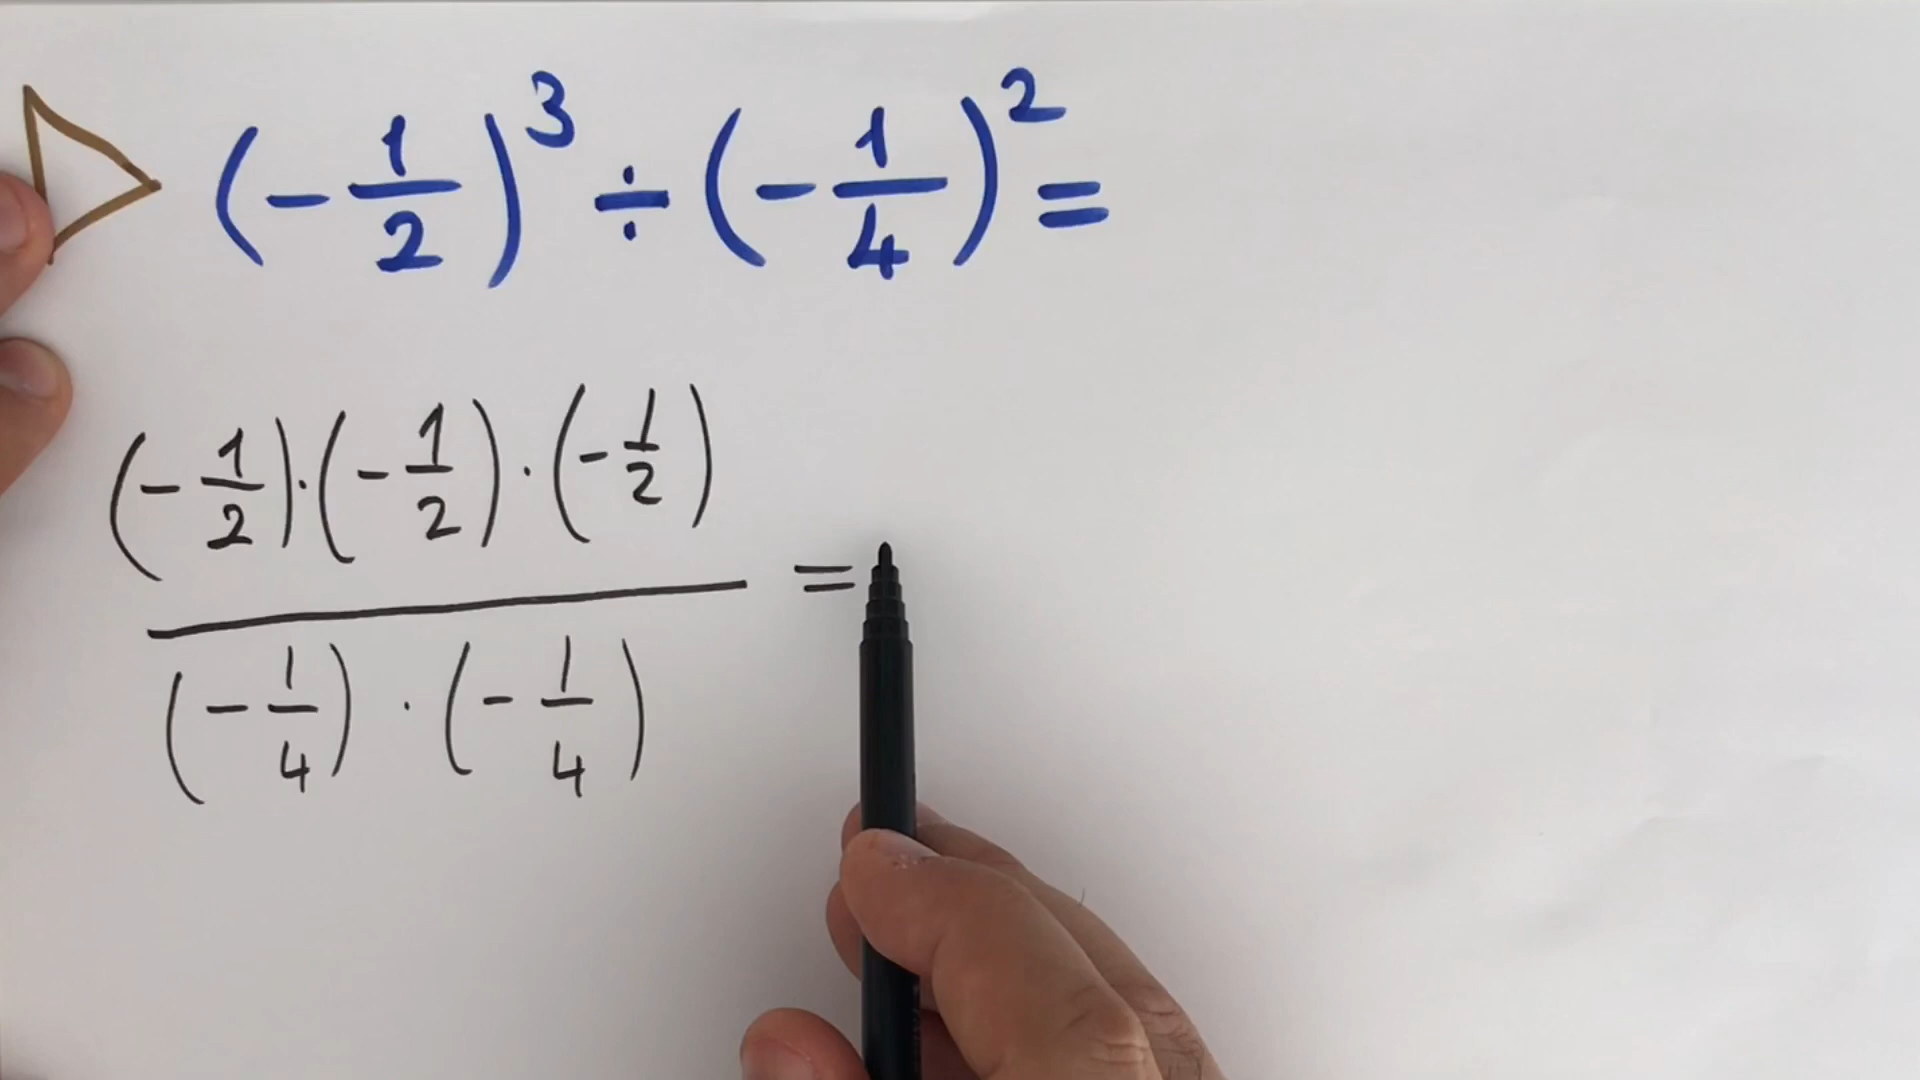 (-1/2)³ ÷ (-1/4)² =
(-1/2)·(-1/2)·(-1/2)
/ =
(-1/4)·(-1/4)